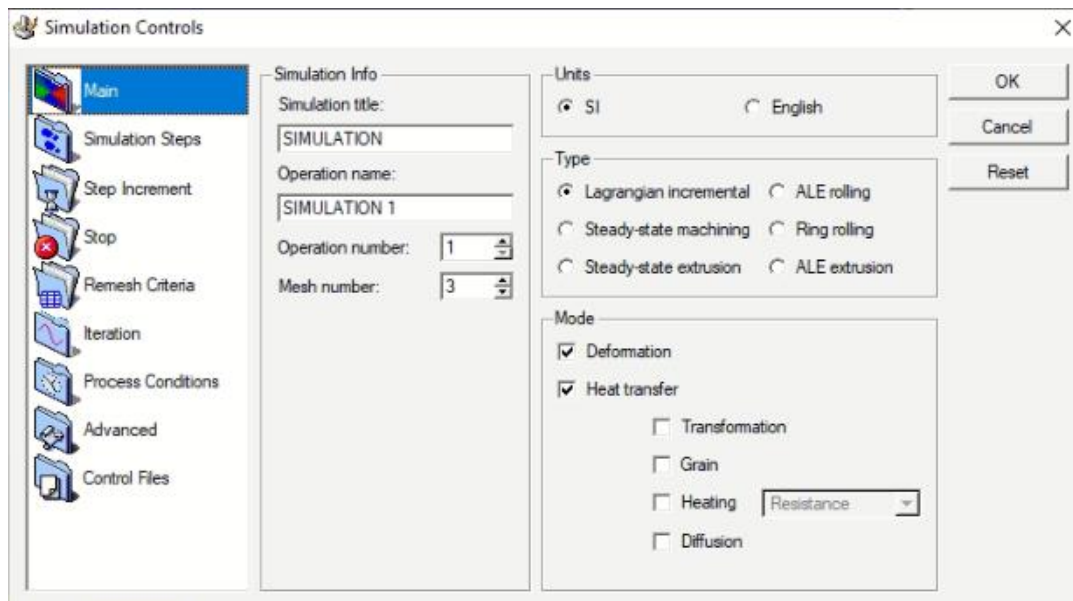 Simulation Controls
Main
Simulation Steps
Step Increment
Stop
Remesh Criteria
Iteration
Process Conditions
Advanced
Control Files
Simulation Info
Simulation title:
SIMULATION
Operation name:
SIMULATION 1
Operation number: 1
Mesh number: 3
Units
SI English
Type
Lagrangian incremental ALE rolling
Steady-state machining Ring rolling
Steady-state extrusion ALE extrusion
Mode
Deformation
Heat transfer
Transformation
Grain
Heating Resistance
Diffusion
OK
Cancel
Reset